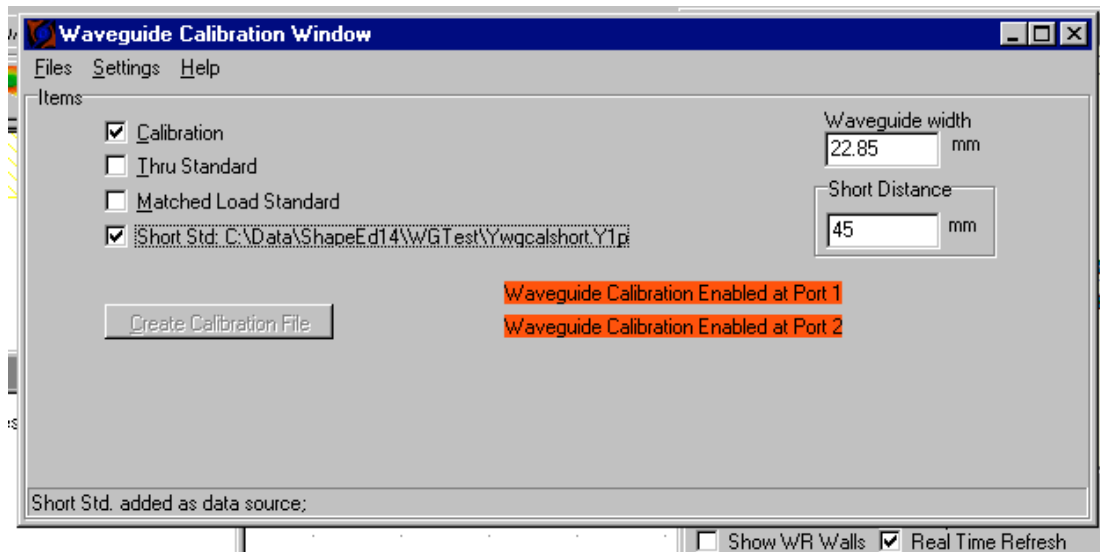 Waveguide Calibration Window
Files Settings Help
Items
Calibration
Thru Standard
Matched Load Standard
Short Std: C:\Data\ShapeEd14\WGTest\Ywgcalshort.Y1p
Waveguide width
22.85 mm
Short Distance
45 mm
Waveguide Calibration Enabled at Port 1
Waveguide Calibration Enabled at Port 2
Create Calibration File
Short Std. added as data source;
Show WR Walls Real Time Refresh